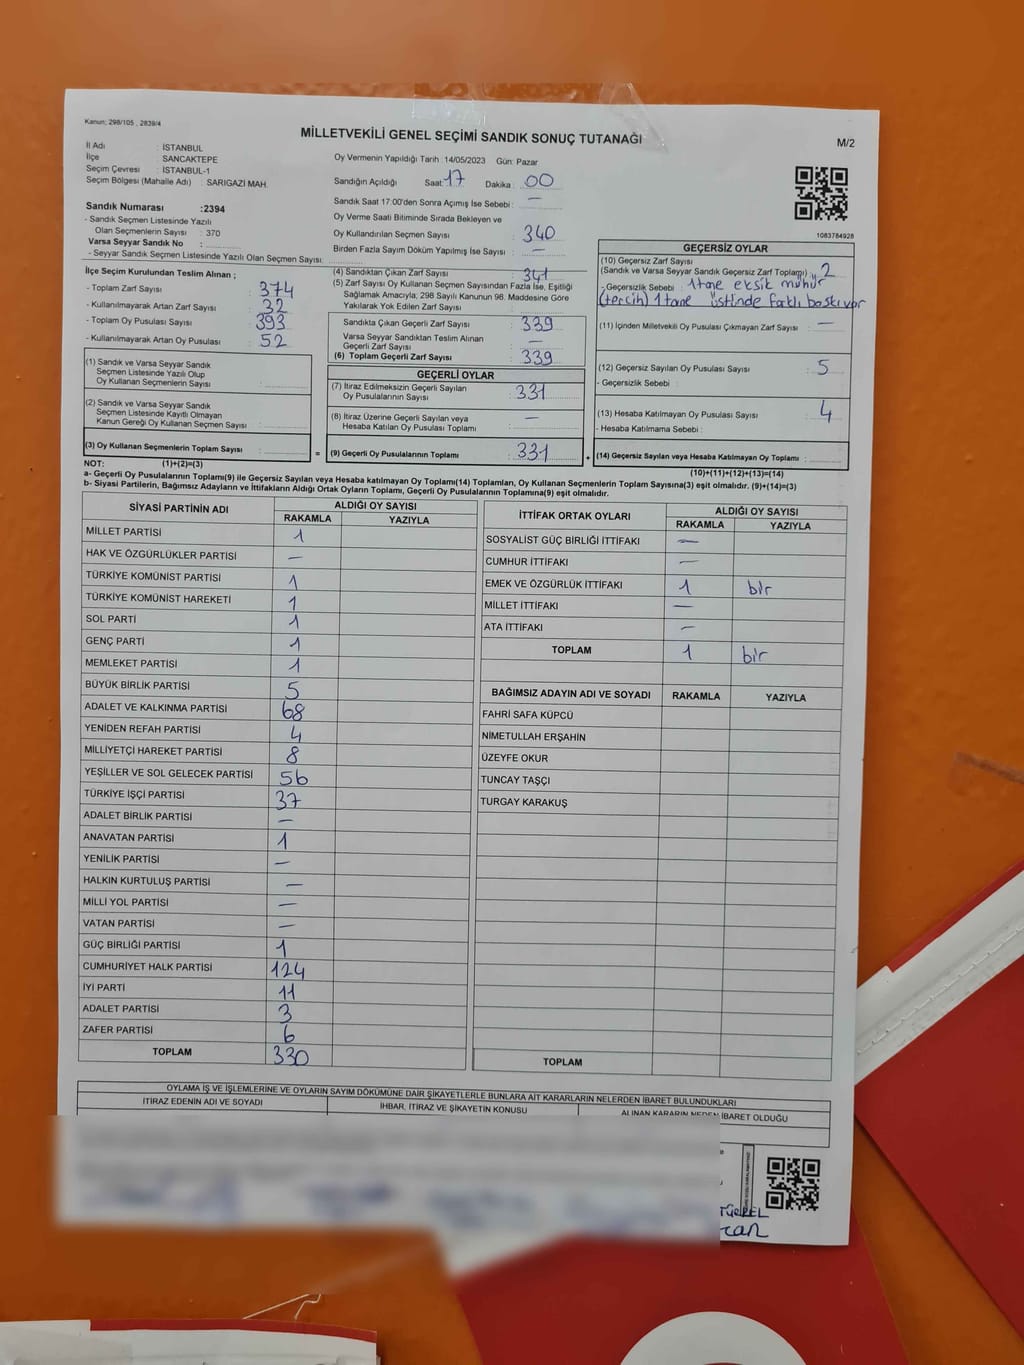 Kanun; 298/105 , 2839/4
MİLLETVEKİLİ GENEL SEÇİMİ SANDIK SONUÇ TUTANAĞI
M/2
İl Adı : İSTANBUL
İlçe : SANCAKTEPE
Seçim Çevresi : İSTANBUL-1
Seçim Bölgesi (Mahalle Adı) : SARIGAZİ MAH.
Sandık Numarası :2394
- Sandık Seçmen Listesinde Yazılı
Olan Seçmenlerin Sayısı : 370
Varsa Seyyar Sandık No :
- Seyyar Sandık Seçmen Listesinde Yazılı Olan Seçmen Sayısı:
Oy Vermenin Yapıldığı Tarih :14/05/2023 Gün: Pazar
Sandığın Açıldığı Saat: 17 Dakika : 00
Sandık Saat 17:00'den Sonra Açımış İse Sebebi : —
Oy Verme Saati Bitiminde Sırada Bekleyen ve
Oy Kullandırılan Seçmen Sayısı : 340
Birden Fazla Sayım Döküm Yapılmış İse Sayısı : —
1083784928
İlçe Seçim Kurulundan Teslim Alınan ;
- Toplam Zarf Sayısı : 374
- Kullanılmayarak Artan Zarf Sayısı : 32
- Toplam Oy Pusulası Sayısı : 393
- Kullanılmayarak Artan Oy Pusulası : 52
(1) Sandık ve Varsa Seyyar Sandık
Seçmen Listesinde Yazılı Olup
Oy Kullanan Seçmenlerin Sayısı :
(2) Sandık ve Varsa Seyyar Sandık
Seçmen Listesinde Kayıtlı Olmayan
Kanun Gereği Oy Kullanan Seçmen Sayısı :
(3) Oy Kullanan Seçmenlerin Toplam Sayısı :
=
(4) Sandıktan Çıkan Zarf Sayısı : 341
(5) Zarf Sayısı Oy Kullanan Seçmen Sayısından Fazla İse, Eşitliği
Sağlamak Amacıyla; 298 Sayılı Kanunun 98. Maddesine Göre
Yakılarak Yok Edilen Zarf Sayısı :
Sandıkta Çıkan Geçerli Zarf Sayısı : 339
Varsa Seyyar Sandıktan Teslim Alınan
Geçerli Zarf Sayısı : —
(6) Toplam Geçerli Zarf Sayısı : 339
GEÇERLİ OYLAR
(7) İtiraz Edilmeksizin Geçerli Sayılan
Oy Pusulalarının Sayısı : 331
(8) İtiraz Üzerine Geçerli Sayılan veya
Hesaba Katılan Oy Pusulası Toplamı : —
(9) Geçerli Oy Pusulalarının Toplamı : 331
+
GEÇERSİZ OYLAR
(10) Geçersiz Zarf Sayısı
(Sandık ve Varsa Seyyar Sandık Geçersiz Zarf Toplamı) : 2
- Geçersizlik Sebebi : 1 tane eksik mühür
(tercih) 1 tane üstünde farklı baskı var
(11) İçinden Milletvekili Oy Pusulası Çıkmayan Zarf Sayısı : —
(12) Geçersiz Sayılan Oy Pusulası Sayısı : 5
- Geçersizlik Sebebi :
(13) Hesaba Katılmayan Oy Pusulası Sayısı : 4
- Hesaba Katılmama Sebebi :
(14) Geçersiz Sayılan veya Hesaba Katılmayan Oy Toplamı :
NOT: (1)+(2)=(3)
(10)+(11)+(12)+(13)=(14)
a- Geçerli Oy Pusulalarının Toplamı(9) ile Geçersiz Sayılan veya Hesaba katılmayan Oy Toplamı(14) Toplamları, Oy Kullanan Seçmenlerin Toplam Sayısına(3) eşit olmalıdır. (9)+(14)=(3)
b- Siyasi Partilerin, Bağımsız Adayların ve İttifakların Aldığı Ortak Oyların Toplamı, Geçerli Oy Pusulalarının Toplamına(9) eşit olmalıdır.
SİYASİ PARTİNİN ADI ALDIĞI OY SAYISI
RAKAMLA YAZIYLA
MİLLET PARTİSİ 1
HAK VE ÖZGÜRLÜKLER PARTİSİ —
TÜRKİYE KOMÜNİST PARTİSİ 1
TÜRKİYE KOMÜNİST HAREKETİ 1
SOL PARTİ 1
GENÇ PARTİ 1
MEMLEKET PARTİSİ 1
BÜYÜK BİRLİK PARTİSİ 5
ADALET VE KALKINMA PARTİSİ 68
YENİDEN REFAH PARTİSİ 4
MİLLİYETÇİ HAREKET PARTİSİ 8
YEŞİLLER VE SOL GELECEK PARTİSİ 56
TÜRKİYE İŞÇİ PARTİSİ 37
ADALET BİRLİK PARTİSİ —
ANAVATAN PARTİSİ 1
YENİLİK PARTİSİ —
HALKIN KURTULUŞ PARTİSİ —
MİLLİ YOL PARTİSİ —
VATAN PARTİSİ —
GÜÇ BİRLİĞİ PARTİSİ 1
CUMHURİYET HALK PARTİSİ 124
İYİ PARTİ 11
ADALET PARTİSİ 3
ZAFER PARTİSİ 6
TOPLAM 330
İTTİFAK ORTAK OYLARI ALDIĞI OY SAYISI
RAKAMLA YAZIYLA
SOSYALİST GÜÇ BİRLİĞİ İTTİFAKI —
CUMHUR İTTİFAKI —
EMEK VE ÖZGÜRLÜK İTTİFAKI 1 bir
MİLLET İTTİFAKI —
ATA İTTİFAKI —
TOPLAM 1 bir
BAĞIMSIZ ADAYIN ADI VE SOYADI RAKAMLA YAZIYLA
FAHRİ SAFA KÜPCÜ
NİMETULLAH ERŞAHİN
ÜZEYFE OKUR
TUNCAY TAŞÇI
TURGAY KARAKUŞ
TOPLAM
OYLAMA İŞ VE İŞLEMLERİNE VE OYLARIN SAYIM DÖKÜMÜNE DAİR ŞİKAYETLERLE BUNLARA AİT KARARLARIN NELERDEN İBARET BULUNDUKLARI
İTİRAZ EDENİN ADI VE SOYADI İHBAR, İTİRAZ VE ŞİKAYETİN KONUSU ALINAN KARARIN NEDEN İBARET OLDUĞU